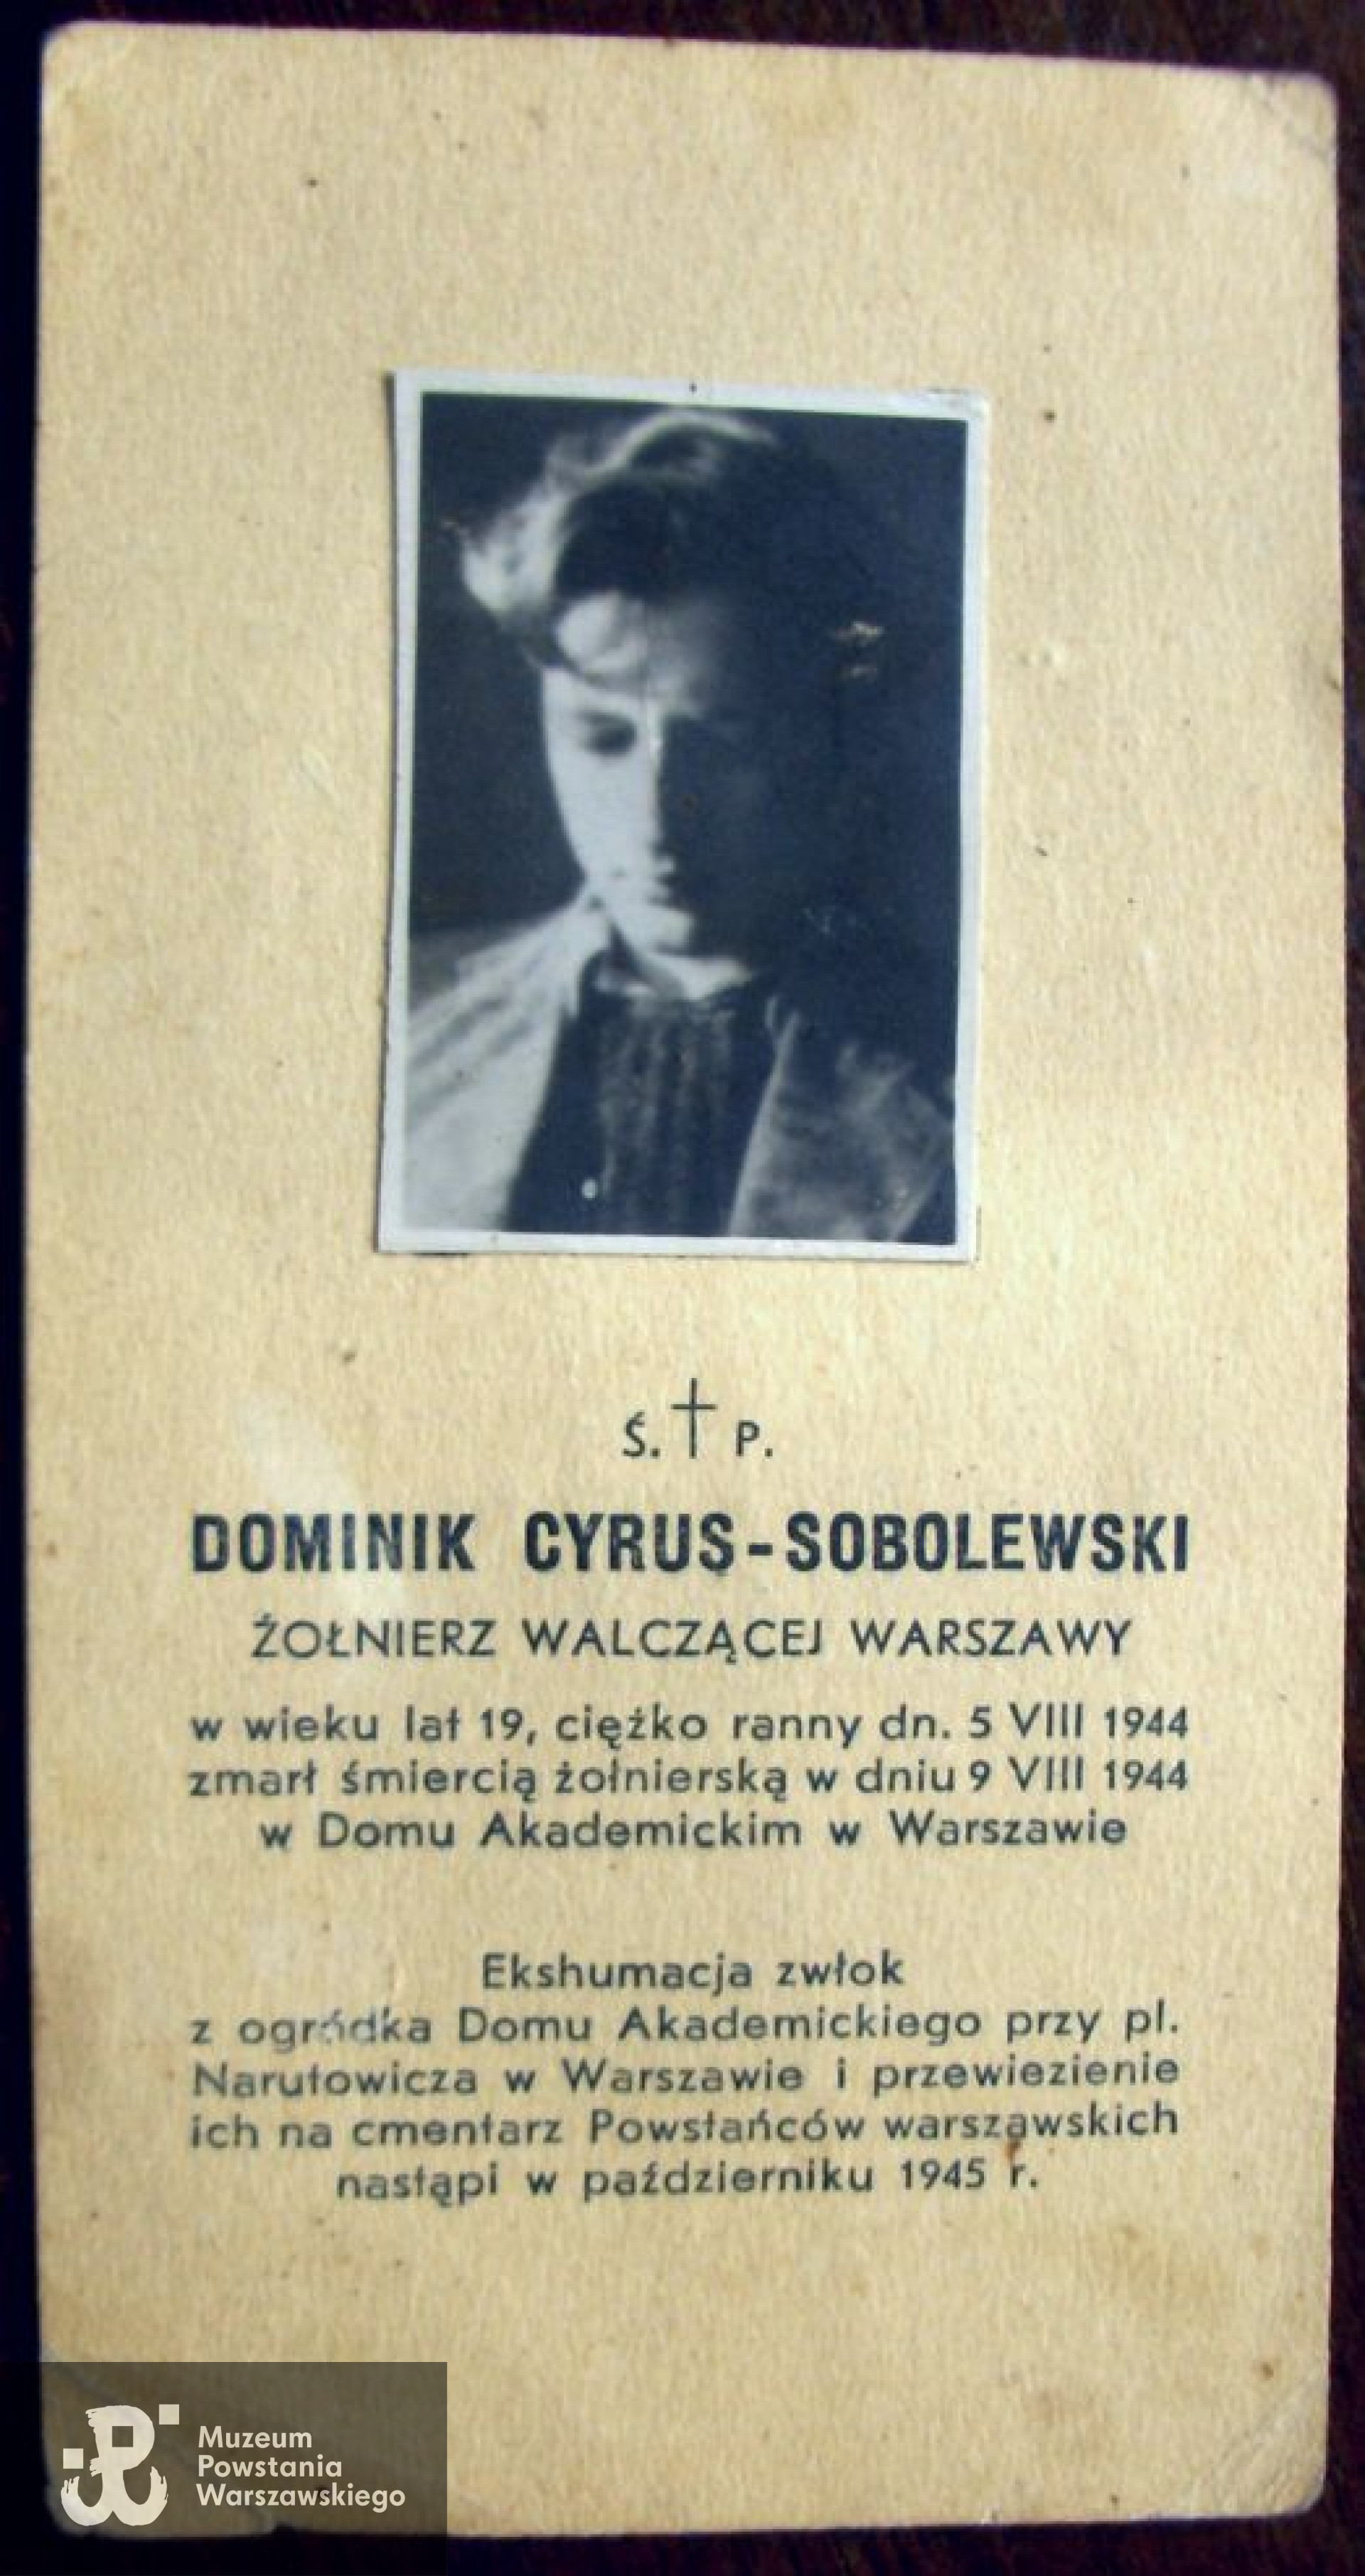 Ś. † P.
DOMINIK CYRUS-SOBOLEWSKI
ŻOŁNIERZ WALCZĄCEJ WARSZAWY
w wieku lat 19, ciężko ranny dn. 5 VIII 1944
zmarł śmiercią żołnierską w dniu 9 VIII 1944
w Domu Akademickim w Warszawie
Ekshumacja zwłok
z ogródka Domu Akademickiego przy pl.
Narutowicza w Warszawie i przewiezienie
ich na cmentarz Powstańców warszawskich
nastąpi w październiku 1945 r.
Muzeum
Powstania
Warszawskiego